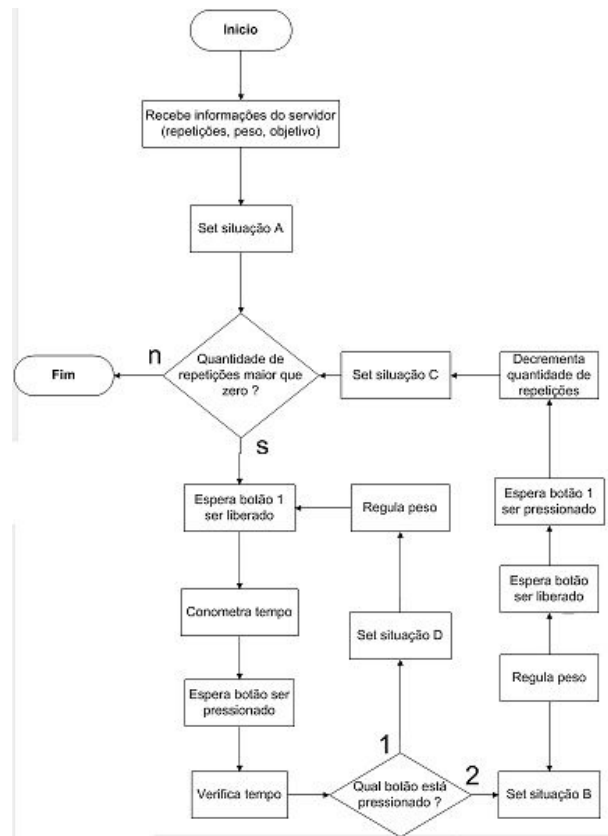 Inicio
Recebe informações do servidor
(repetições, peso, objetivo)
Set situação A
Quantidade de
repetições maior que
zero ?
n
Fim
s
Set situação C
Decrementa
quantidade de
repetições
Espera botão 1
ser liberado
Regula peso
Espera botão 1
ser pressionado
Conometra tempo
Espera botão
ser liberado
Set situação D
Regula peso
Espera botão ser
pressionado
Verifica tempo
1
Qual botão está
pressionado ?
2
Set situação B